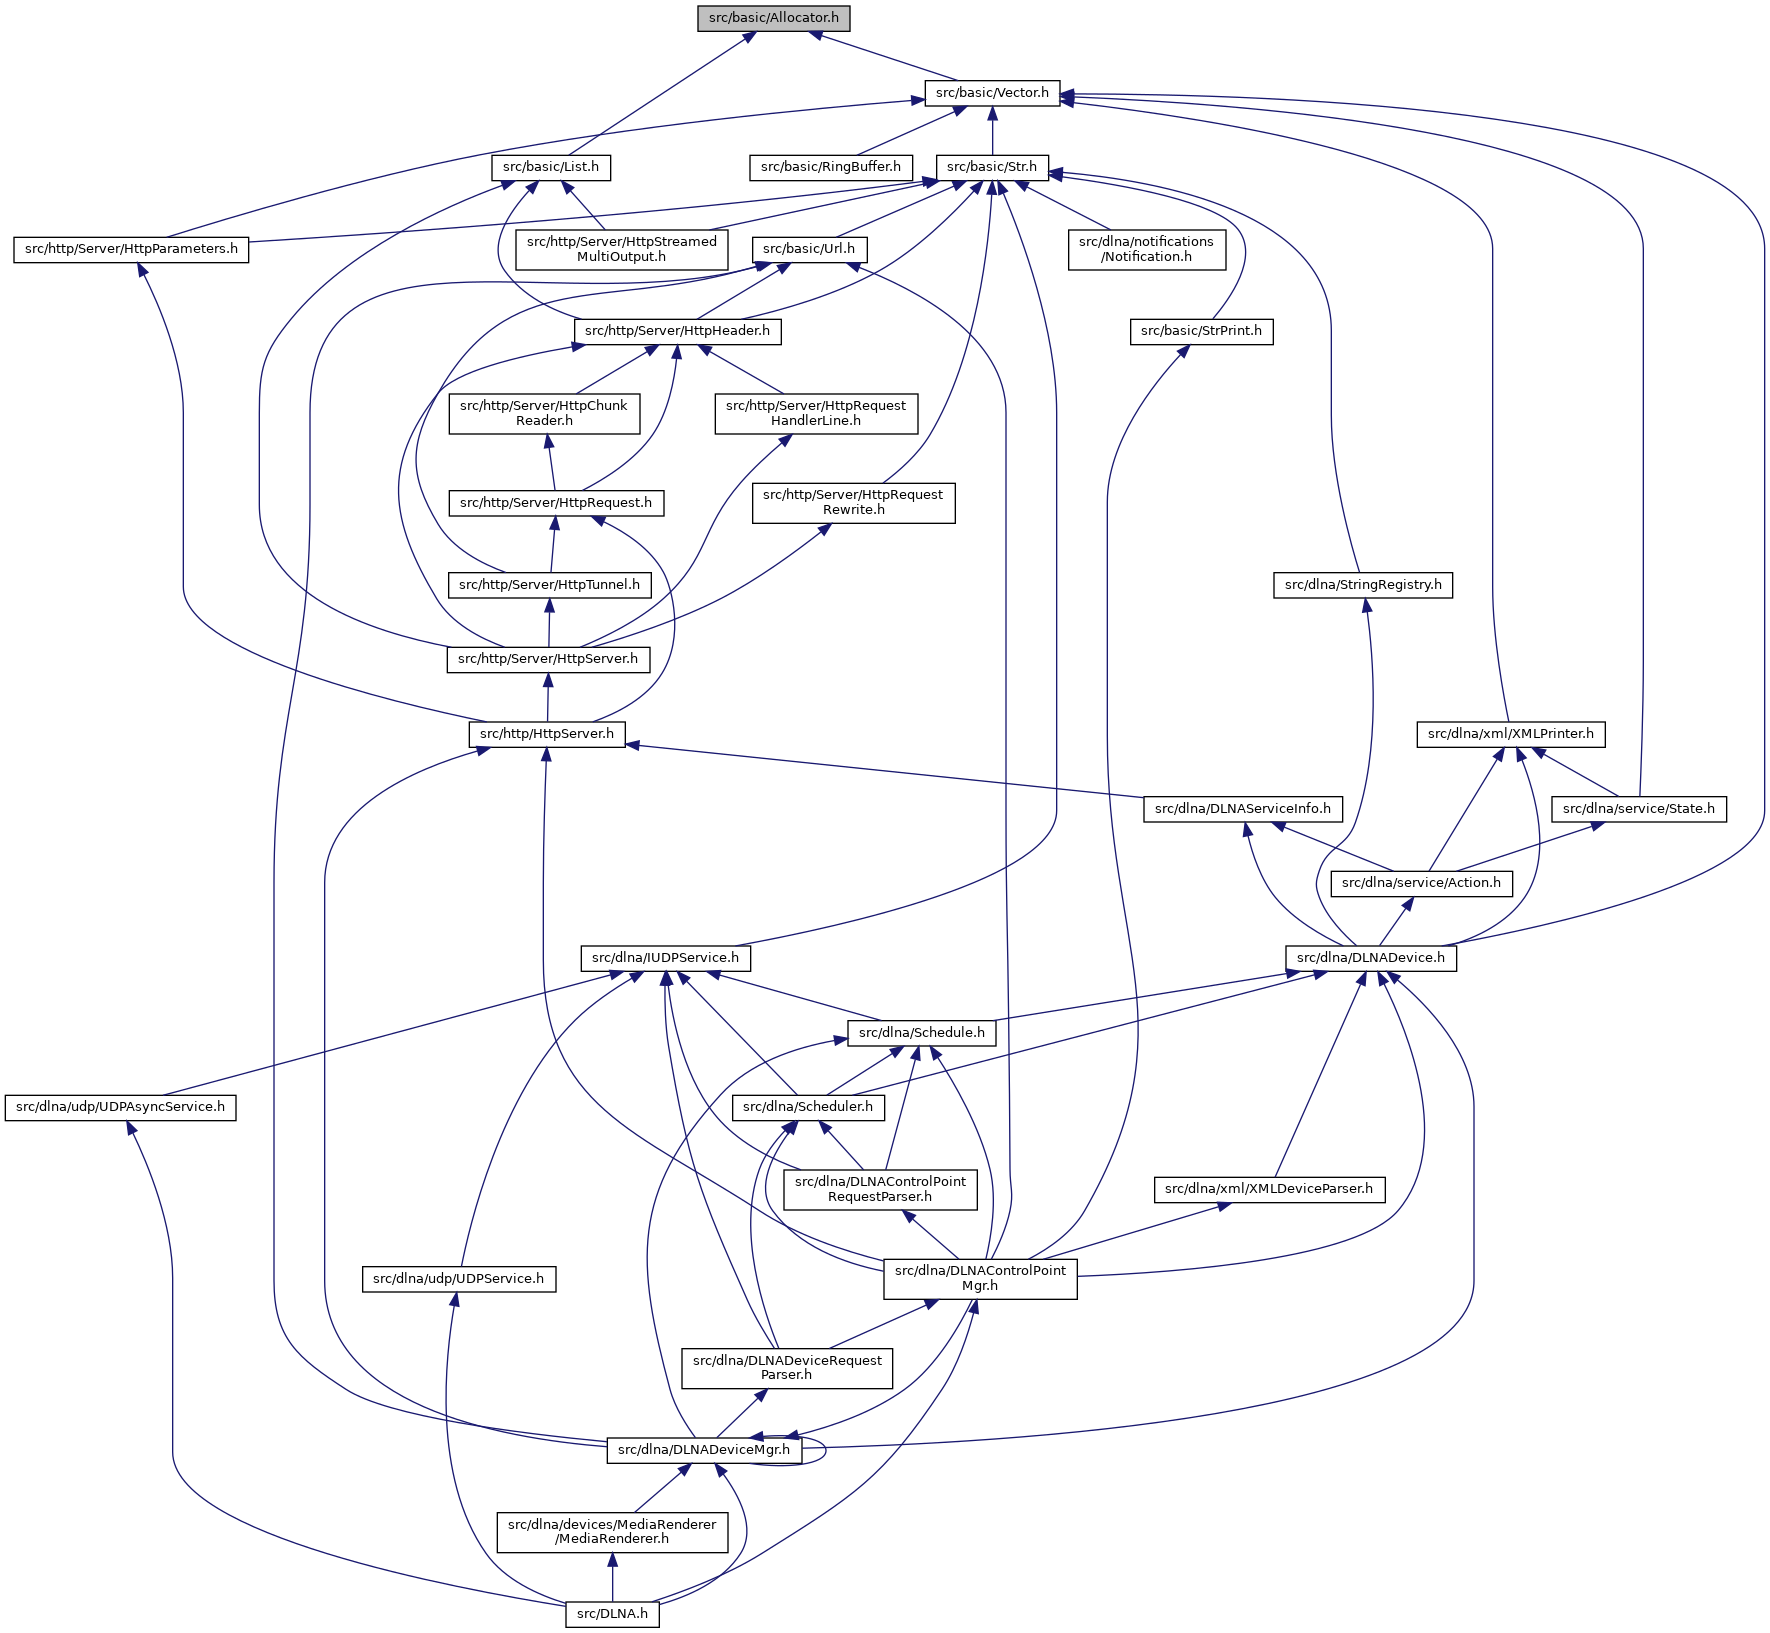 src/basic/Allocator.h
src/basic/Vector.h
src/basic/List.h
src/basic/RingBuffer.h
src/basic/Str.h
src/http/Server/HttpParameters.h
src/http/Server/HttpStreamed
MultiOutput.h
src/basic/Url.h
src/dlna/notifications
/Notification.h
src/http/Server/HttpHeader.h
src/basic/StrPrint.h
src/http/Server/HttpChunk
Reader.h
src/http/Server/HttpRequest
HandlerLine.h
src/http/Server/HttpRequest.h
src/http/Server/HttpRequest
Rewrite.h
src/http/Server/HttpTunnel.h
src/dlna/StringRegistry.h
src/http/Server/HttpServer.h
src/http/HttpServer.h
src/dlna/xml/XMLPrinter.h
src/dlna/DLNAServiceInfo.h
src/dlna/service/State.h
src/dlna/service/Action.h
src/dlna/IUDPService.h
src/dlna/DLNADevice.h
src/dlna/Schedule.h
src/dlna/udp/UDPAsyncService.h
src/dlna/Scheduler.h
src/dlna/DLNAControlPoint
RequestParser.h
src/dlna/xml/XMLDeviceParser.h
src/dlna/udp/UDPService.h
src/dlna/DLNAControlPoint
Mgr.h
src/dlna/DLNADeviceRequest
Parser.h
src/dlna/DLNADeviceMgr.h
src/dlna/devices/MediaRenderer
/MediaRenderer.h
src/DLNA.h